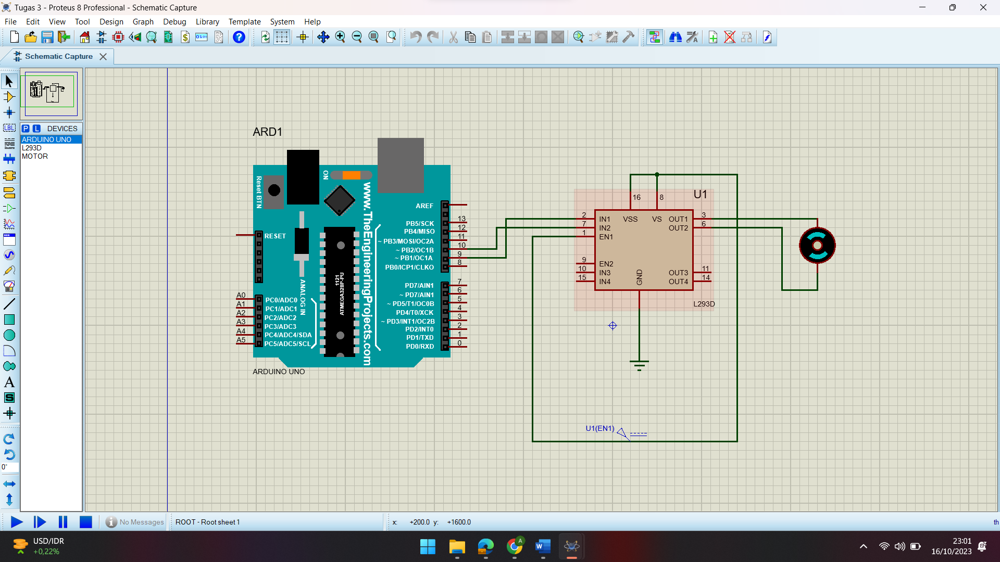 Tugas 3 - Proteus 8 Professional - Schematic Capture
File Edit View Tool Design Graph Debug Library Template System Help
Schematic Capture
P L DEVICES
ARDUINO UNO
L293D
MOTOR
LBL
A
S
0°
ARD1
ON
Reset BTN
www.TheEngineeringProjects.com
RESET
ANALOG IN
1121
ATMEGA328P-PU
AREF
PB5/SCK 13
PB4/MISO 12
~ PB3/MOSI/OC2A 11
~ PB2/OC1B 10
~ PB1/OC1A 9
PB0/ICP1/CLKO 8
PD7/AIN1 7
~ PD7/AIN1 6
~ PD5/T1/OC0B 5
PD4/T0/XCK 4
~ PD3/INT1/OC2B 3
PD2/INT0 2
PD1/TXD 1
PD0/RXD 0
A0 PC0/ADC0
A1 PC1/ADC1
A2 PC2/ADC2
A3 PC3/ADC3
A4 PC4/ADC4/SDA
A5 PC5/ADC5/SCL
ARDUINO UNO
U1
16 8
2 IN1 VSS VS OUT1 3
7 IN2 OUT2 6
1 EN1
9 EN2
10 IN3 OUT3 11
15 IN4 OUT4 14
GND
L293D
U1(EN1)
No Messages
ROOT - Root sheet 1
x: +200.0 y: +1600.0
th
USD/IDR
+0,22%
23:01
16/10/2023